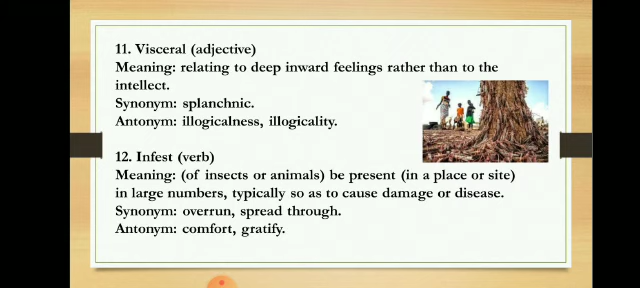 11. Visceral (adjective)
Meaning: relating to deep inward feelings rather than to the
intellect.
Synonym: splanchnic.
Antonym: illogicalness, illogicality.
12. Infest (verb)
Meaning: (of insects or animals) be present (in a place or site)
in large numbers, typically so as to cause damage or disease.
Synonym: overrun, spread through.
Antonym: comfort, gratify.